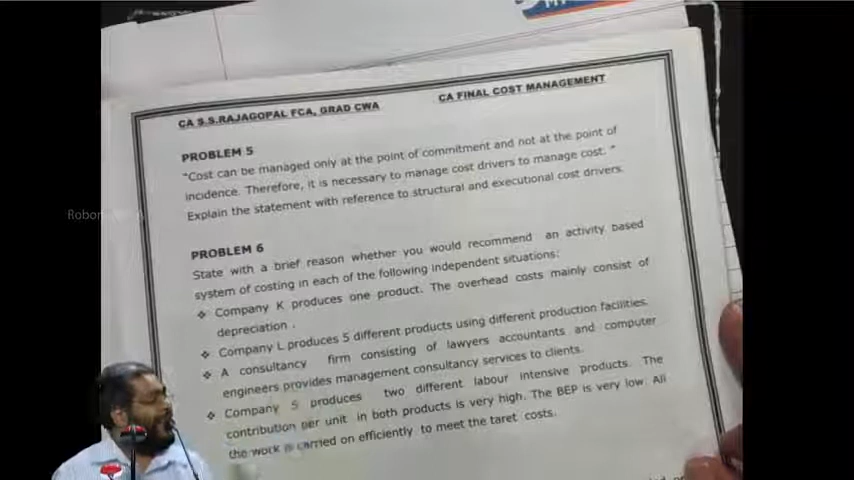 CA S.S.RAJAGOPAL FCA, GRAD CWA
CA FINAL COST MANAGEMENT
PROBLEM 5
"Cost can be managed only at the point of commitment and not at the point of
incidence. Therefore, it is necessary to manage cost drivers to manage cost. "
Explain the statement with reference to structural and executional cost drivers.
PROBLEM 6
State with a brief reason whether you would recommend an activity based
system of costing in each of the following independent situations:
❖ Company K produces one product. The overhead costs mainly consist of
depreciation .
❖ Company L produces 5 different products using different production facilities.
❖ A consultancy firm consisting of lawyers accountants and computer
engineers provides management consultancy services to clients.
❖ Company S produces two different labour intensive products. The
contribution per unit in both products is very high. The BEP is very low. All
the work is carried on efficiently to meet the taret costs.